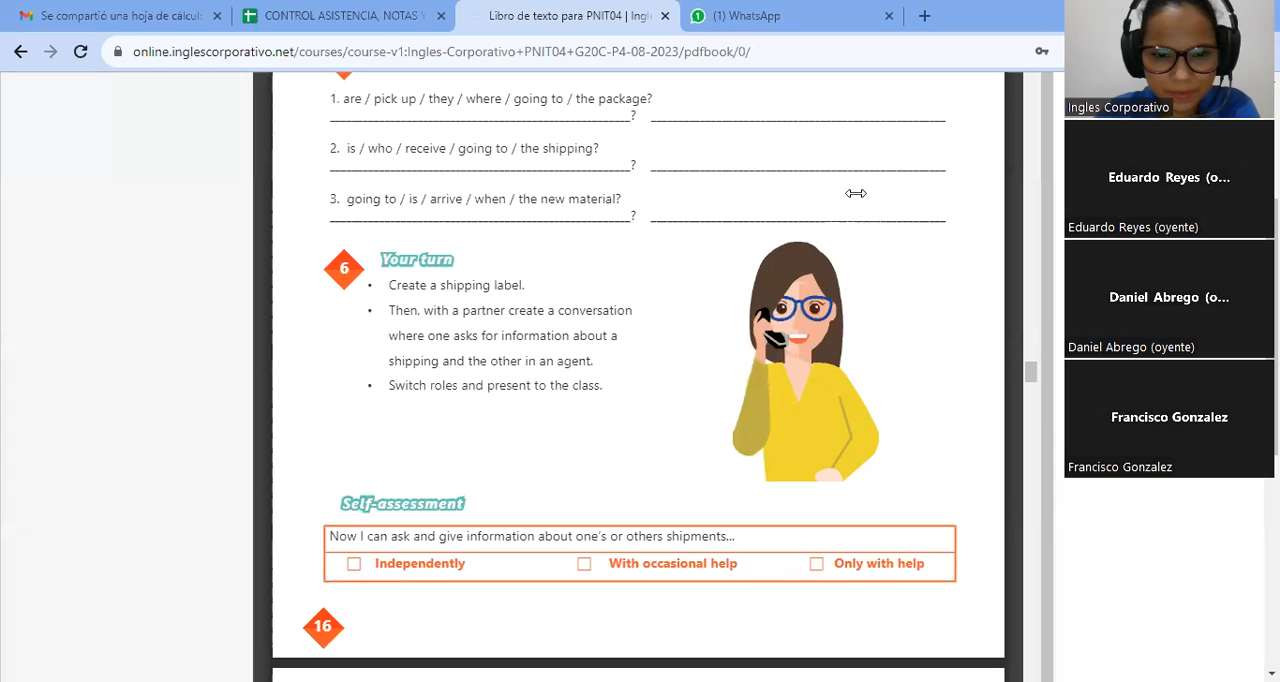 Se compartió una hoja de cálcul
CONTROL ASISTENCIA, NOTAS Y
Libro de texto para PNIT04 | Ingl
(1) WhatsApp
online.inglescorporativo.net/courses/course-v1:Ingles-Corporativo+PNIT04+G20C-P4-08-2023/pdfbook/0/
1. are / pick up / they / where / going to / the package?
?
2. is / who / receive / going to / the shipping?
?
3. going to / is / arrive / when / the new material?
?
6 Your turn
• Create a shipping label.
• Then, with a partner create a conversation
where one asks for information about a
shipping and the other in an agent.
• Switch roles and present to the class.
Self-assessment
Now I can ask and give information about one's or others shipments...
Independently With occasional help Only with help
16
Ingles Corporativo
Eduardo Reyes (o...
Eduardo Reyes (oyente)
Daniel Abrego (o...
Daniel Abrego (oyente)
Francisco Gonzalez
Francisco Gonzalez